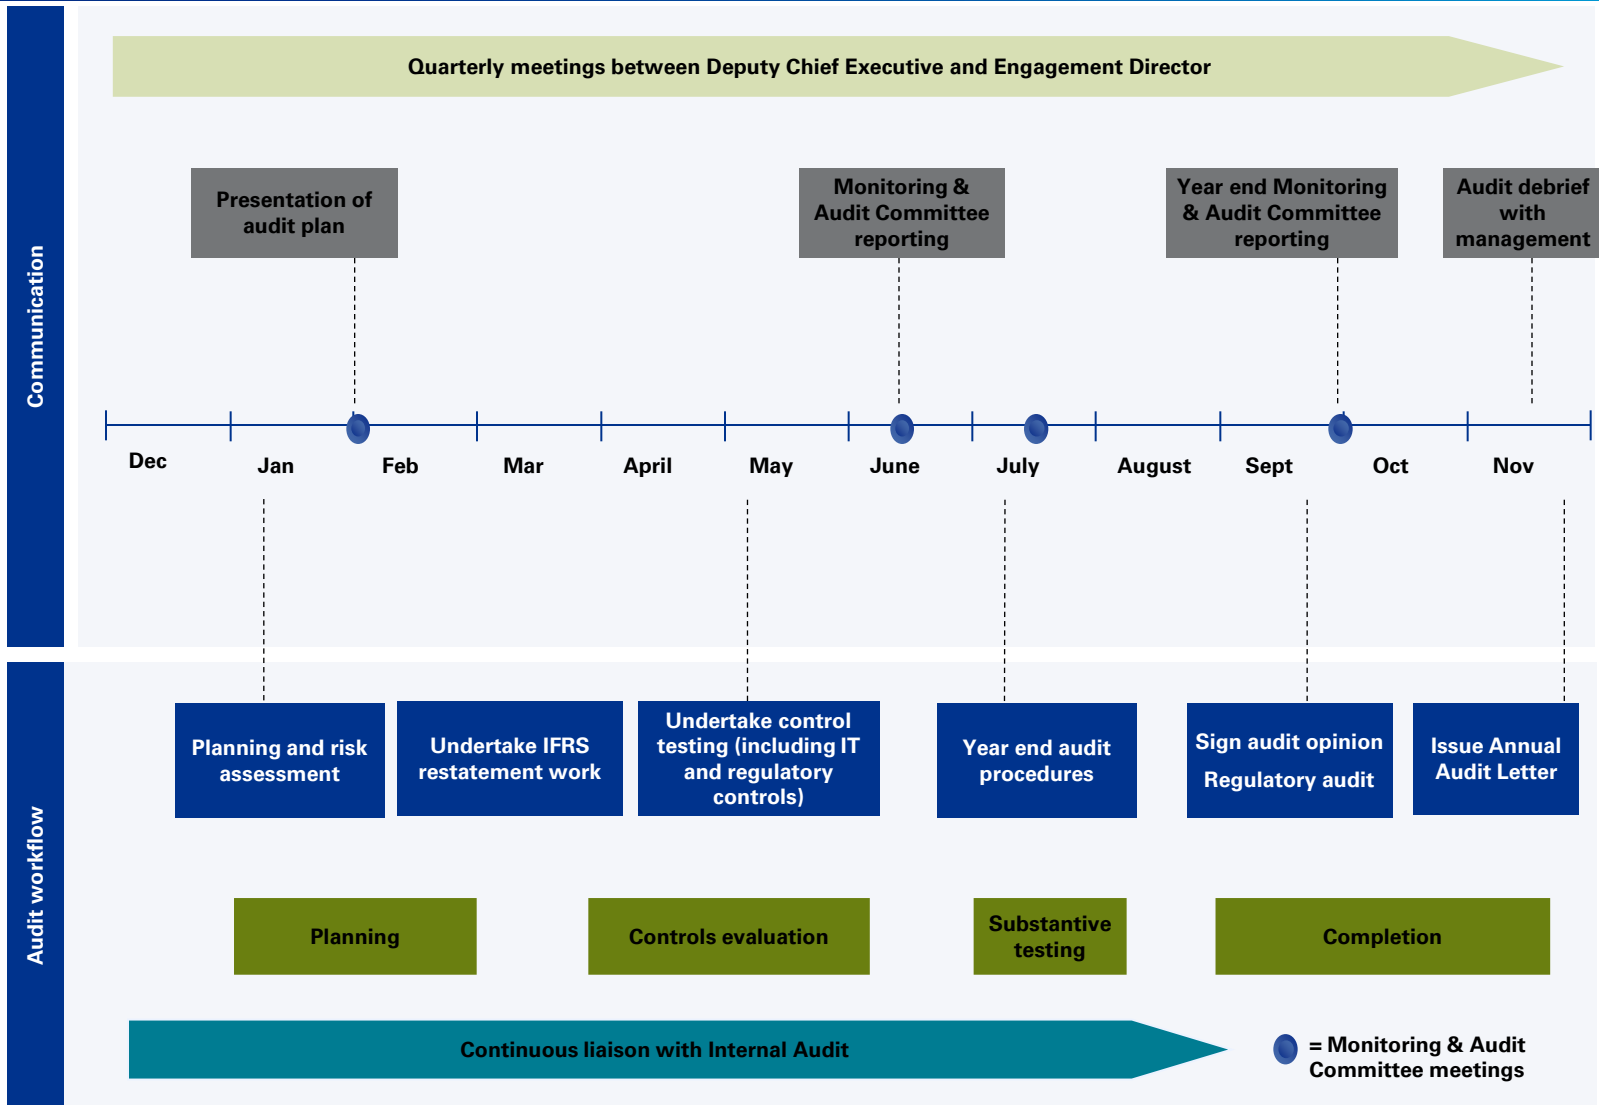 Communication
Quarterly meetings between Deputy Chief Executive and Engagement Director
Presentation of
audit plan
Monitoring &
Audit Committee
reporting
Year end Monitoring
& Audit Committee
reporting
Audit debrief
with
management
Dec
Jan
Feb
Mar
April
May
June
July
August
Sept
Oct
Nov
Audit workflow
Planning and risk
assessment
Undertake IFRS
restatement work
Undertake control
testing (including IT
and regulatory
controls)
Year end audit
procedures
Sign audit opinion
Regulatory audit
Issue Annual
Audit Letter
Planning
Controls evaluation
Substantive
testing
Completion
Continuous liaison with Internal Audit
= Monitoring & Audit
Committee meetings